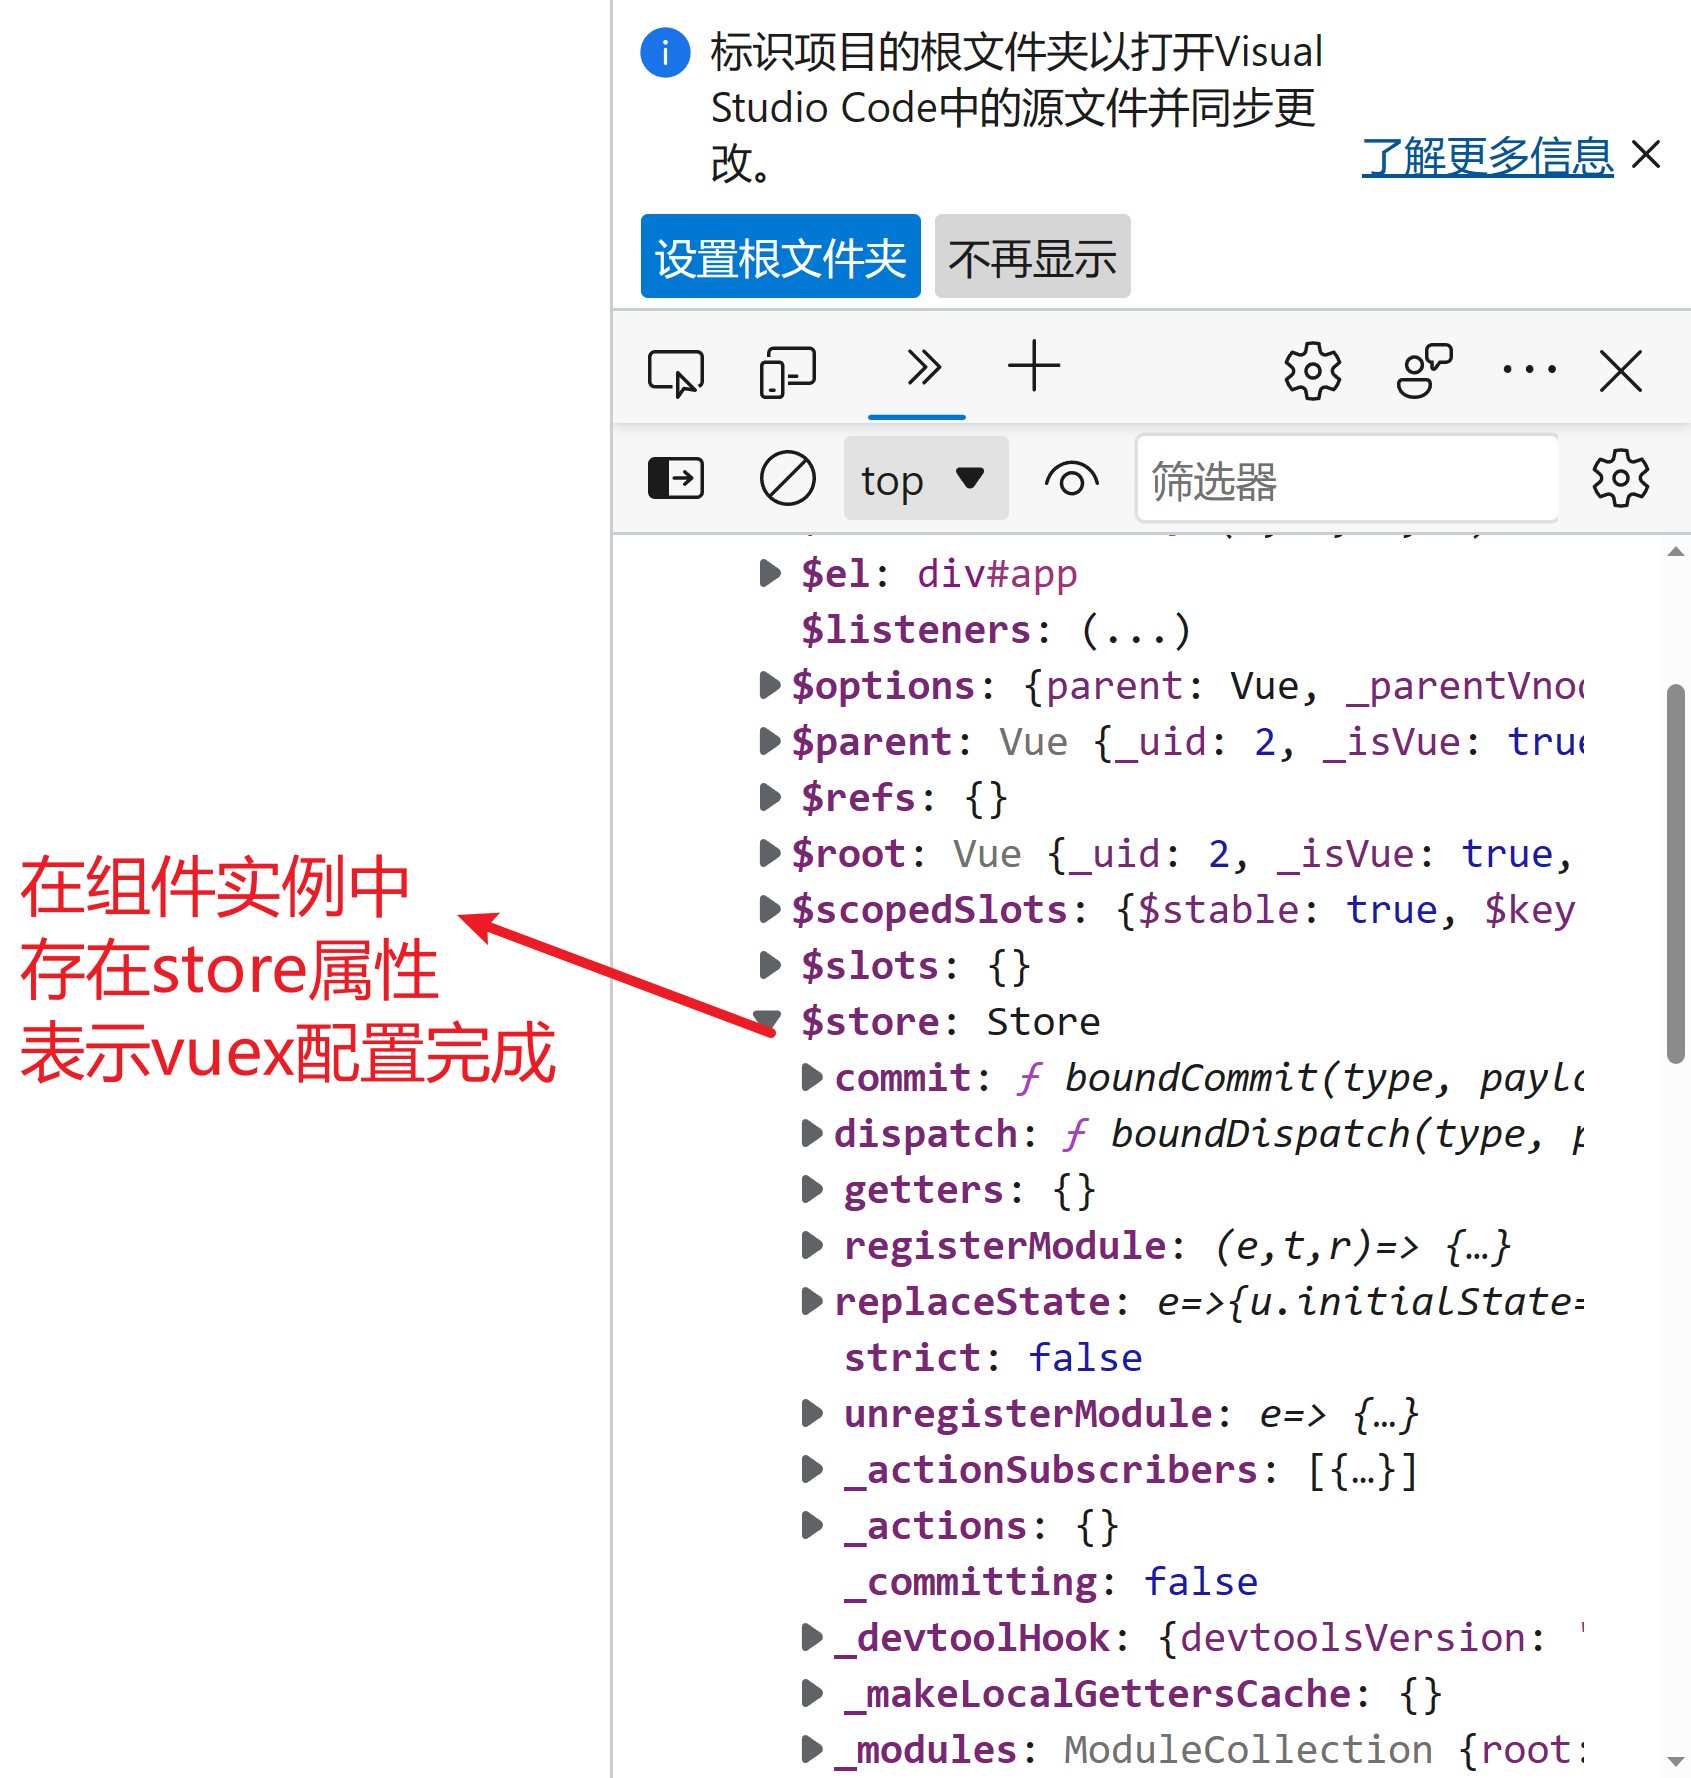 标识项目的根文件夹以打开Visual
Studio Code中的源文件并同步更
改。
了解更多信息
设置根文件夹 不再显示
top 筛选器
$el: div#app
$listeners: (...)
$options: {parent: Vue, _parentVnod
$parent: Vue {_uid: 2, _isVue: true
$refs: {}
$root: Vue {_uid: 2, _isVue: true,
$scopedSlots: {$stable: true, $key
$slots: {}
$store: Store
commit: ƒ boundCommit(type, paylo
dispatch: ƒ boundDispatch(type, p
getters: {}
registerModule: (e,t,r)=> {…}
replaceState: e=>{u.initialState=
strict: false
unregisterModule: e=> {…}
_actionSubscribers: [{…}]
_actions: {}
_committing: false
_devtoolHook: {devtoolsVersion: '
_makeLocalGettersCache: {}
_modules: ModuleCollection {root:
在组件实例中
存在store属性
表示vuex配置完成